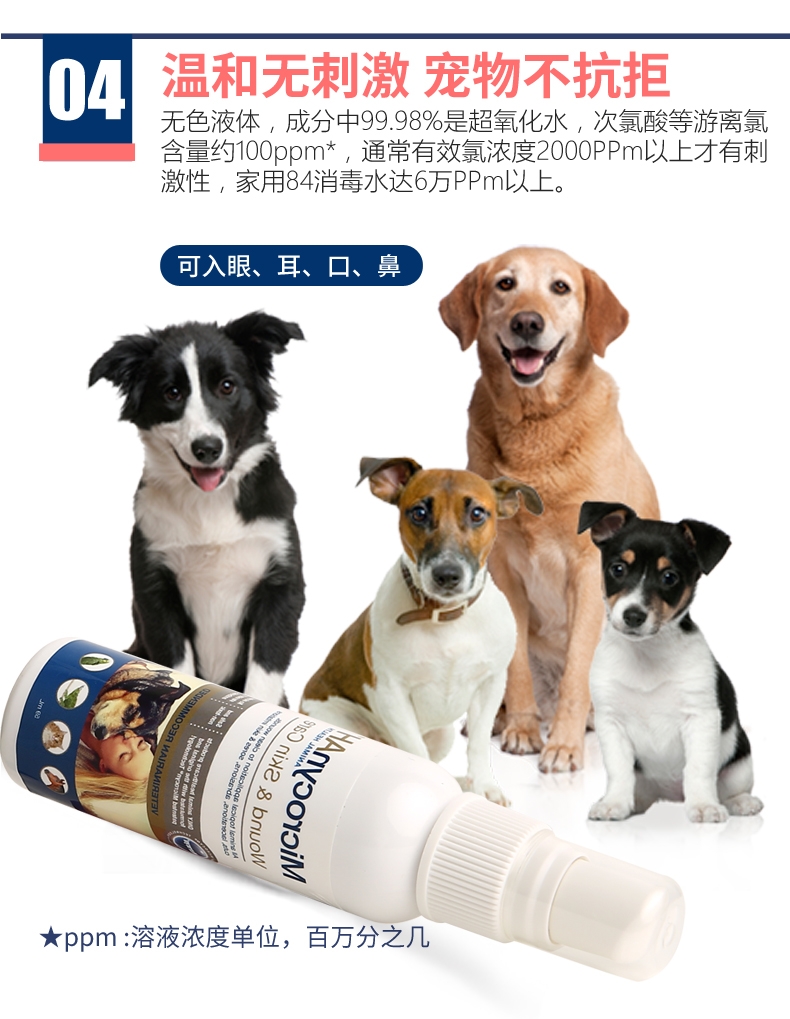 04
温和无刺激 宠物不抗拒
无色液体，成分中99.98%是超氧化水，次氯酸等游离氯
含量约100ppm*，通常有效氯浓度2000PPm以上才有刺
激性，家用84消毒水达6万PPm以上。
可入眼、耳、口、鼻
MicrocynAH
ANIMAL HEALTH
Wound & Skin Care
VETERINARIAN RECOMMENDED
★ppm :溶液浓度单位，百万分之几